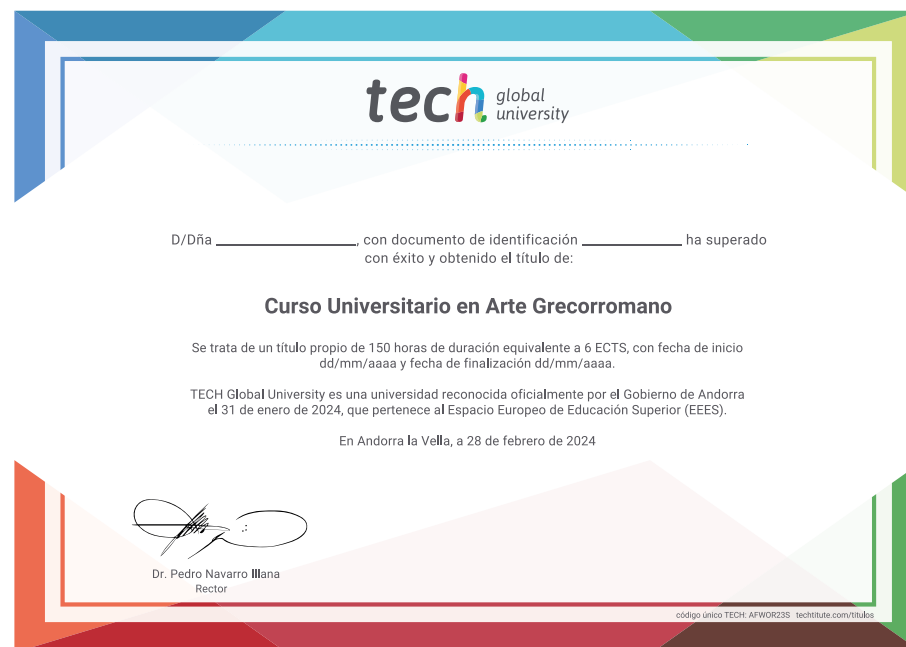 tech global university
D/Dña ____________________, con documento de identificación ______________ ha superado
con éxito y obtenido el título de:
Curso Universitario en Arte Grecorromano
Se trata de un título propio de 150 horas de duración equivalente a 6 ECTS, con fecha de inicio
dd/mm/aaaa y fecha de finalización dd/mm/aaaa.
TECH Global University es una universidad reconocida oficialmente por el Gobierno de Andorra
el 31 de enero de 2024, que pertenece al Espacio Europeo de Educación Superior (EEES).
En Andorra la Vella, a 28 de febrero de 2024
Dr. Pedro Navarro Illana
Rector
código único TECH: AFWOR23S techtitute.com/titulos